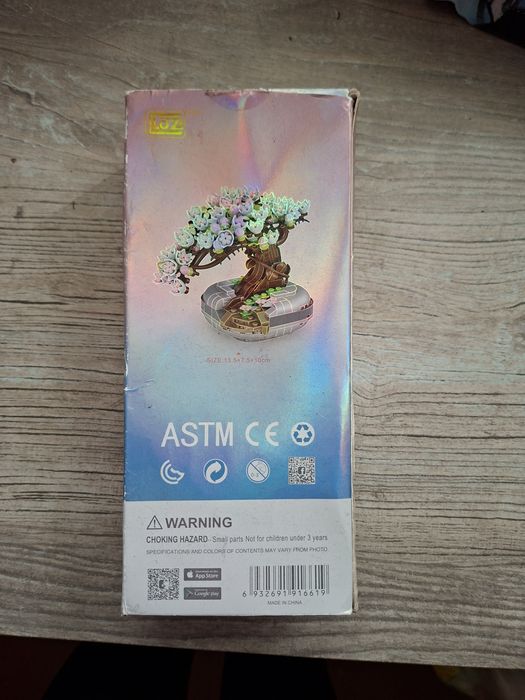 LOZ
SIZE:13.5*7.5*10cm
ASTM CE
0-3
⚠ WARNING
CHOKING HAZARD- Small parts Not for children under 3 years
SPECIFICATIONS AND COLORS OF CONTENTS MAY VARY FROM PHOTO
App Store
Google play
6 932691 916619
MADE IN CHINA